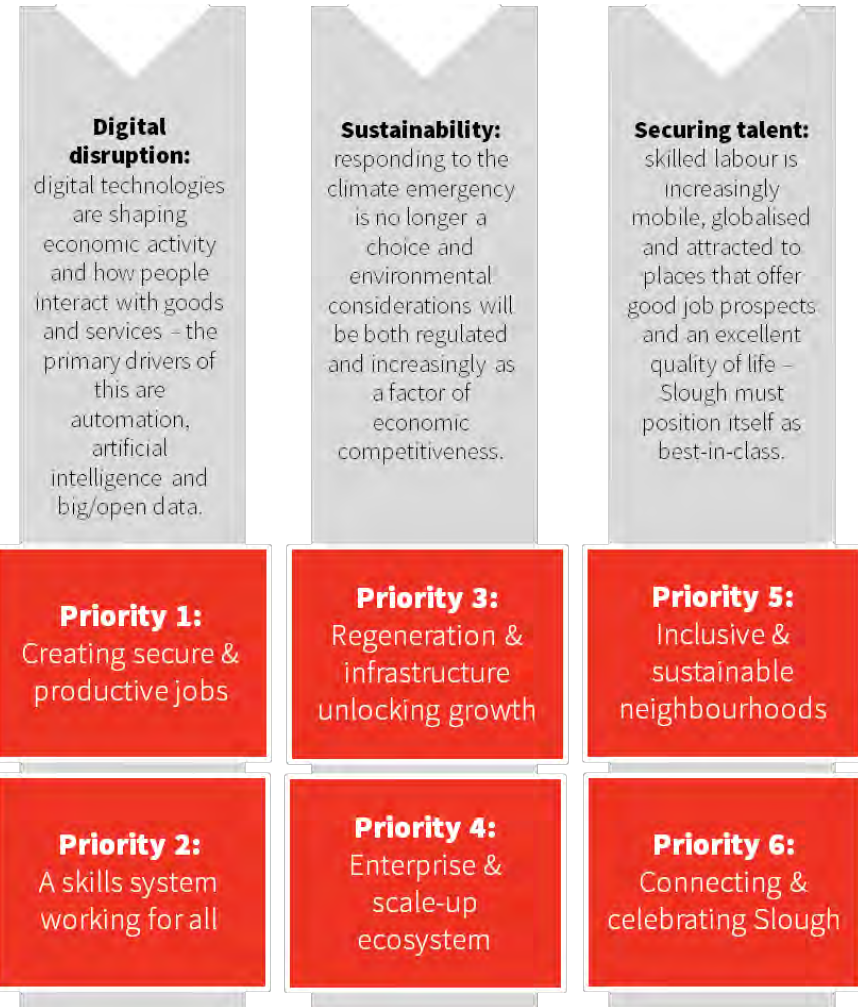 Digital
disruption:
digital technologies
are shaping
economic activity
and how people
interact with goods
and services – the
primary drivers of
this are
automation,
artificial
intelligence and
big/open data.
Sustainability:
responding to the
climate emergency
is no longer a
choice and
environmental
considerations will
be both regulated
and increasingly as
a factor of
economic
competitiveness.
Securing talent:
skilled labour is
increasingly
mobile, globalised
and attracted to
places that offer
good job prospects
and an excellent
quality of life –
Slough must
position itself as
best-in-class.
Priority 1:
Creating secure &
productive jobs
Priority 3:
Regeneration &
infrastructure
unlocking growth
Priority 5:
Inclusive &
sustainable
neighbourhoods
Priority 2:
A skills system
working for all
Priority 4:
Enterprise &
scale-up
ecosystem
Priority 6:
Connecting &
celebrating Slough